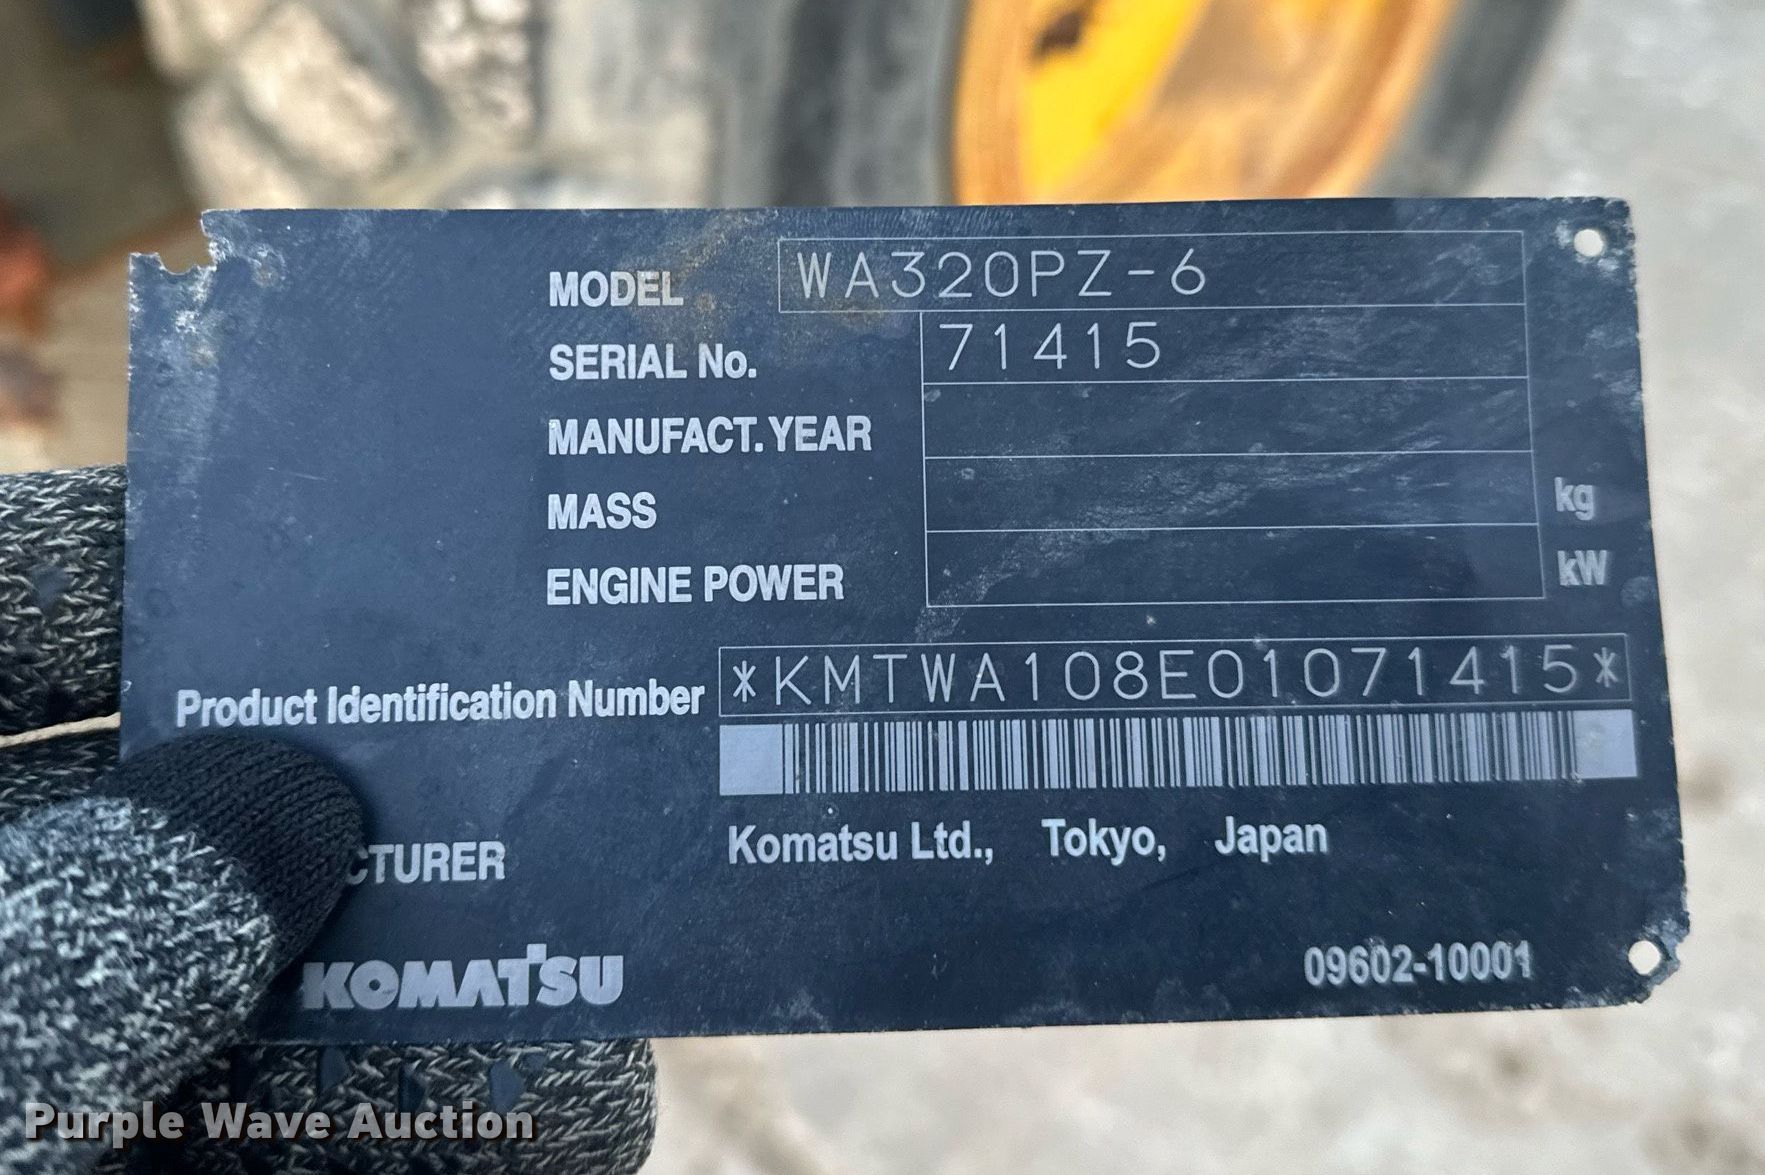 MODEL WA320PZ-6
SERIAL No. 71415
MANUFACT. YEAR
MASS kg
ENGINE POWER kW
Product Identification Number *KMTWA108E01071415*
CTURER Komatsu Ltd., Tokyo, Japan
KOMATSU 09602-10001
Purple Wave Auction